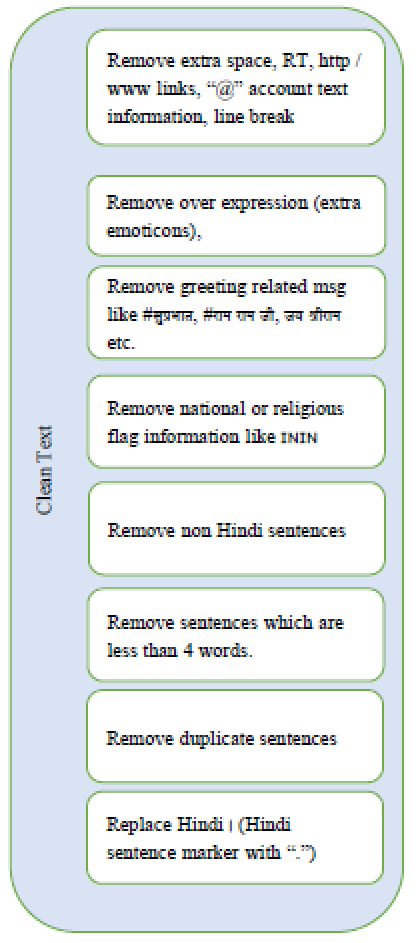 Remove extra space, RT, http /
www links, “@” account text
information, line break
Remove over expression (extra
emoticons),
Remove greeting related msg
like #सुप्रभात, #राम राम जी, जय श्रीराम
etc.
Remove national or religious
flag information like ININ
Clean Text
Remove non Hindi sentences
Remove sentences which are
less than 4 words.
Remove duplicate sentences
Replace Hindi । (Hindi
sentence marker with “.”)